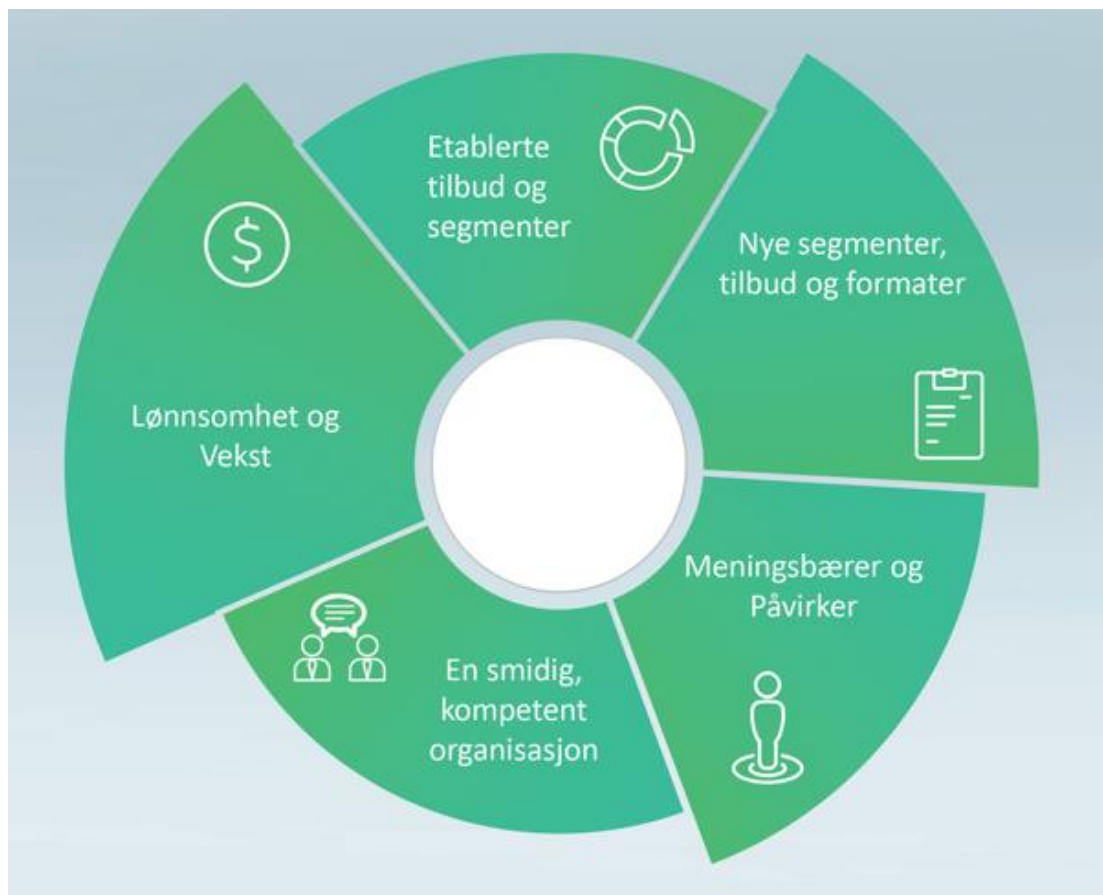 Etablerte
tilbud og
segmenter
Nye segmenter,
tilbud og formater
Meningsbærer og
Påvirker
En smidig,
kompetent
organisasjon
Lønnsomhet og
Vekst
$